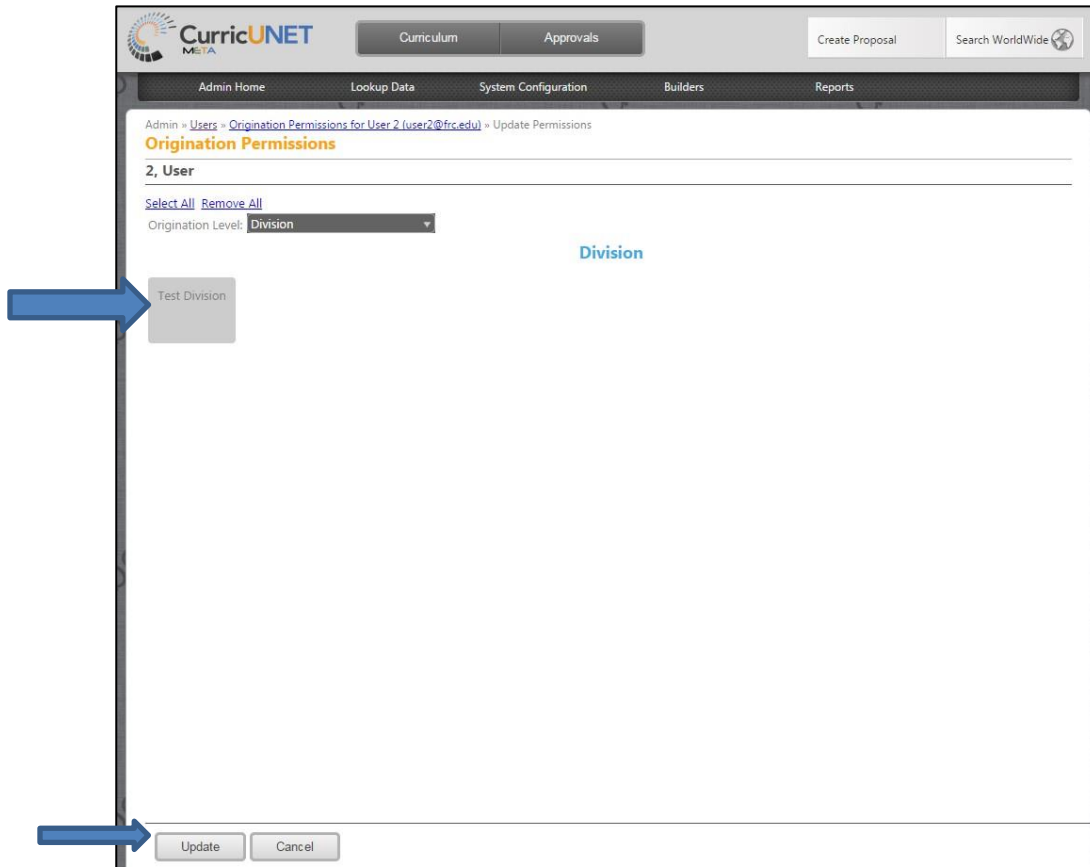 CurricUNET
META
Curriculum Approvals
Create Proposal Search WorldWide
Admin Home Lookup Data System Configuration Builders Reports
Admin » Users » Origination Permissions for User 2 (user2@frc.edu) » Update Permissions
Origination Permissions
2, User
Select All Remove All
Origination Level: Division
Division
Test Division
Update Cancel